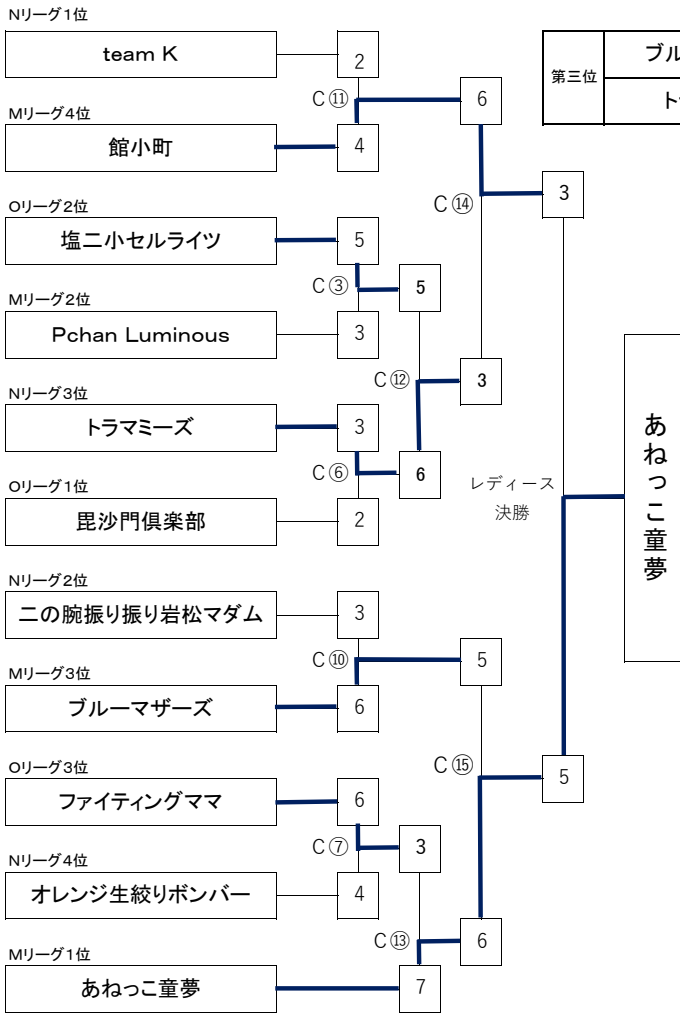 Nリーグ1位
team K
2
C⑪
6
Mリーグ4位
館小町
4
C⑭
3
Oリーグ2位
塩二小セルライツ
5
C③
5
Mリーグ2位
Pchan Luminous
3
C⑫
3
Nリーグ3位
トラマミーズ
3
C⑥
6
Oリーグ1位
毘沙門倶楽部
2
レディース
決勝
Nリーグ2位
二の腕振り振り岩松マダム
3
C⑩
5
Mリーグ3位
ブルーマザーズ
6
C⑮
5
Oリーグ3位
ファイティングママ
6
C⑦
3
Nリーグ4位
オレンジ生絞りボンバー
4
C⑬
6
Mリーグ1位
あねっこ童夢
7
第三位
ブル
ト
あねっこ童夢